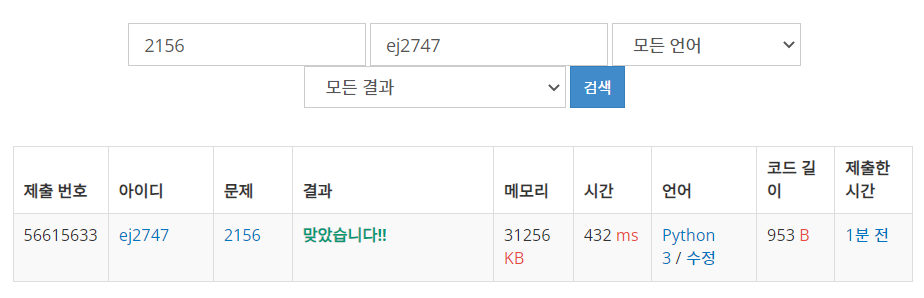 2156 ej2747 모든 언어
모든 결과 검색
제출 번호 아이디 문제 결과 메모리 시간 언어 코드 길이 제출한 시간
56615633 ej2747 2156 맞았습니다!! 31256 KB 432 ms Python 3 / 수정 953 B 1분 전